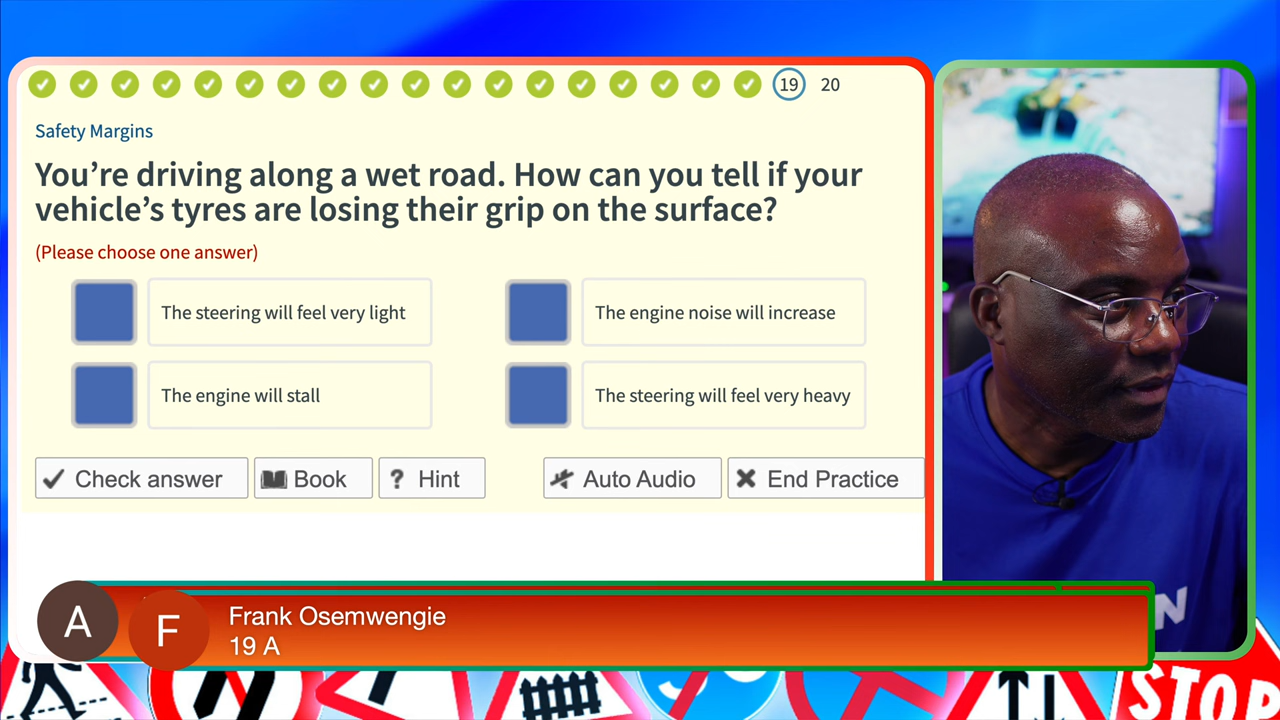 19 20
Safety Margins
You’re driving along a wet road. How can you tell if your
vehicle’s tyres are losing their grip on the surface?
(Please choose one answer)
The steering will feel very light
The engine noise will increase
The engine will stall
The steering will feel very heavy
Check answer
Book
? Hint
Auto Audio
End Practice
A
F
Frank Osemwengie
19 A
N
STOP